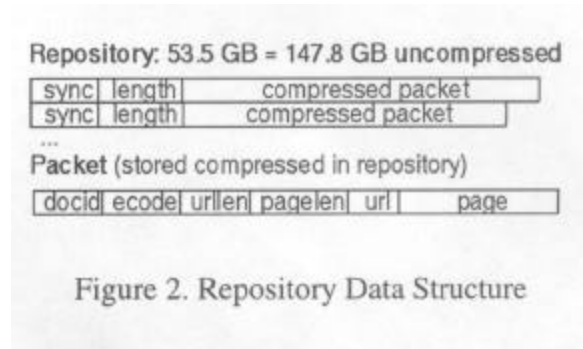 Repository: 53.5 GB = 147.8 GB uncompressed
sync length compressed packet
sync length compressed packet
...
Packet (stored compressed in repository)
docid ecode urllen pagelen url page
Figure 2. Repository Data Structure